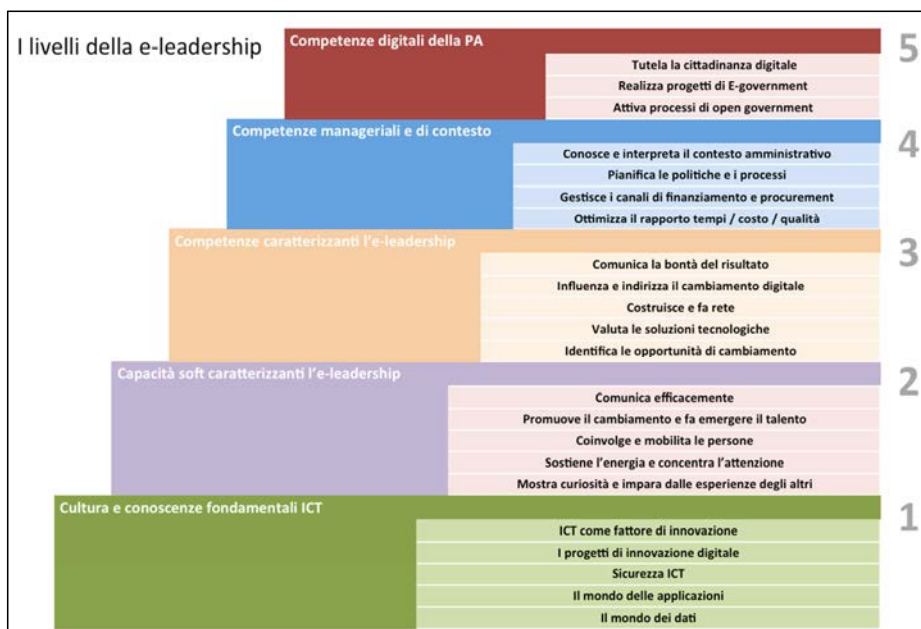 I livelli della e-leadership
Competenze digitali della PA
5
Tutela la cittadinanza digitale
Realizza progetti di E-government
Attiva processi di open government
Competenze manageriali e di contesto
4
Conosce e interpreta il contesto amministrativo
Pianifica le politiche e i processi
Gestisce i canali di finanziamento e procurement
Ottimizza il rapporto tempi / costo / qualità
Competenze caratterizzanti l'e-leadership
3
Comunica la bontà del risultato
Influenza e indirizza il cambiamento digitale
Costruisce e fa rete
Valuta le soluzioni tecnologiche
Identifica le opportunità di cambiamento
Capacità soft caratterizzanti l'e-leadership
2
Comunica efficacemente
Promuove il cambiamento e fa emergere il talento
Coinvolge e mobilita le persone
Sostiene l'energia e concentra l'attenzione
Mostra curiosità e impara dalle esperienze degli altri
Cultura e conoscenze fondamentali ICT
1
ICT come fattore di innovazione
I progetti di innovazione digitale
Sicurezza ICT
Il mondo delle applicazioni
Il mondo dei dati